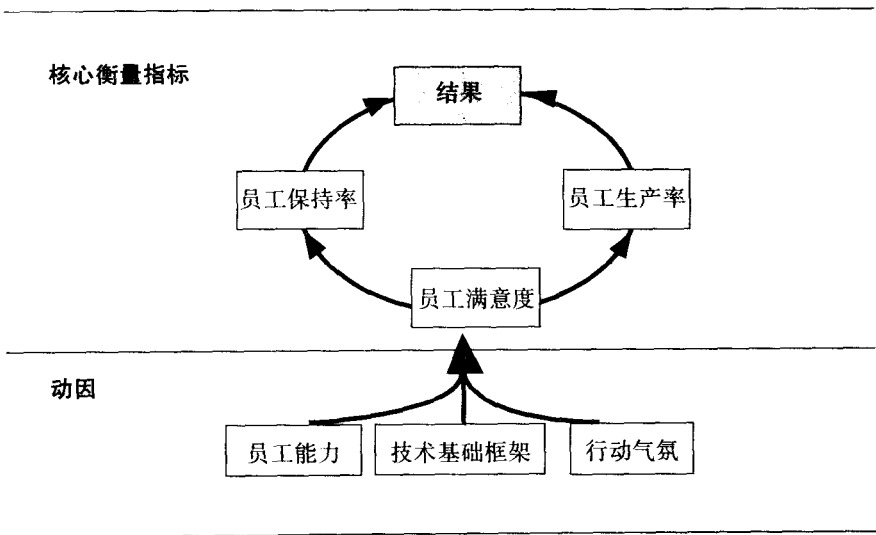 核心衡量指标
结果
员工保持率
员工生产率
员工满意度
动因
员工能力
技术基础框架
行动气氛